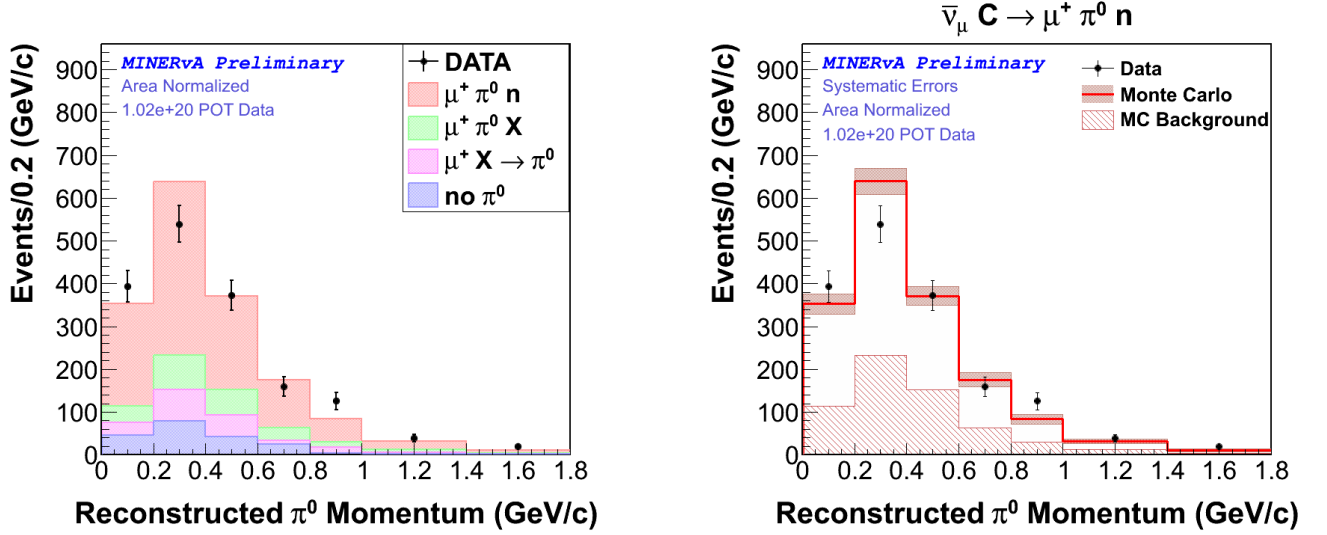 MINERvA Preliminary
Area Normalized
1.02e+20 POT Data
DATA
μ⁺ π⁰ n
μ⁺ π⁰ X
μ⁺ X → π⁰
no π⁰
Events/0.2 (GeV/c)
900
800
700
600
500
400
300
200
100
0
0 0.2 0.4 0.6 0.8 1 1.2 1.4 1.6 1.8
Reconstructed π⁰ Momentum (GeV/c)
ν̅μ C → μ⁺ π⁰ n
MINERvA Preliminary
Systematic Errors
Area Normalized
1.02e+20 POT Data
Data
Monte Carlo
MC Background
Events/0.2 (GeV/c)
900
800
700
600
500
400
300
200
100
0
0 0.2 0.4 0.6 0.8 1 1.2 1.4 1.6 1.8
Reconstructed π⁰ Momentum (GeV/c)